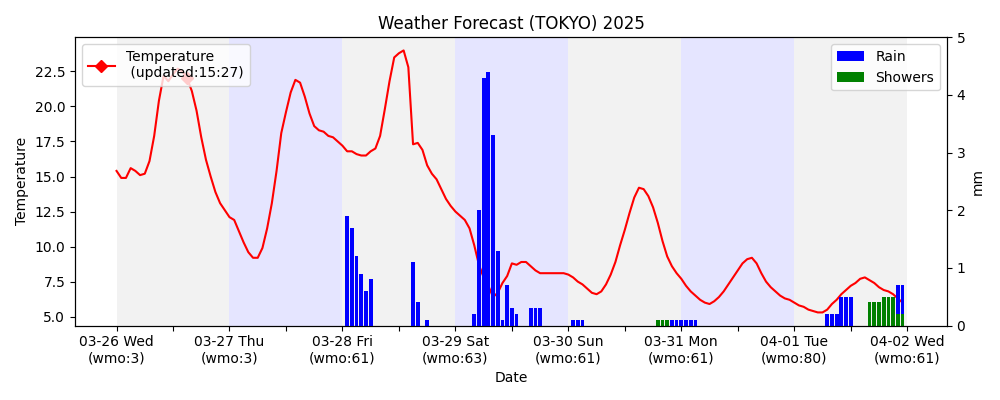 Weather Forecast (TOKYO) 2025
Temperature
(updated:15:27)
Rain
Showers
Temperature
22.5
20.0
17.5
15.0
12.5
10.0
7.5
5.0
5
4
3
2
1
0
mm
03-26 Wed
(wmo:3)
03-27 Thu
(wmo:3)
03-28 Fri
(wmo:61)
03-29 Sat
(wmo:63)
03-30 Sun
(wmo:61)
03-31 Mon
(wmo:61)
04-01 Tue
(wmo:80)
04-02 Wed
(wmo:61)
Date